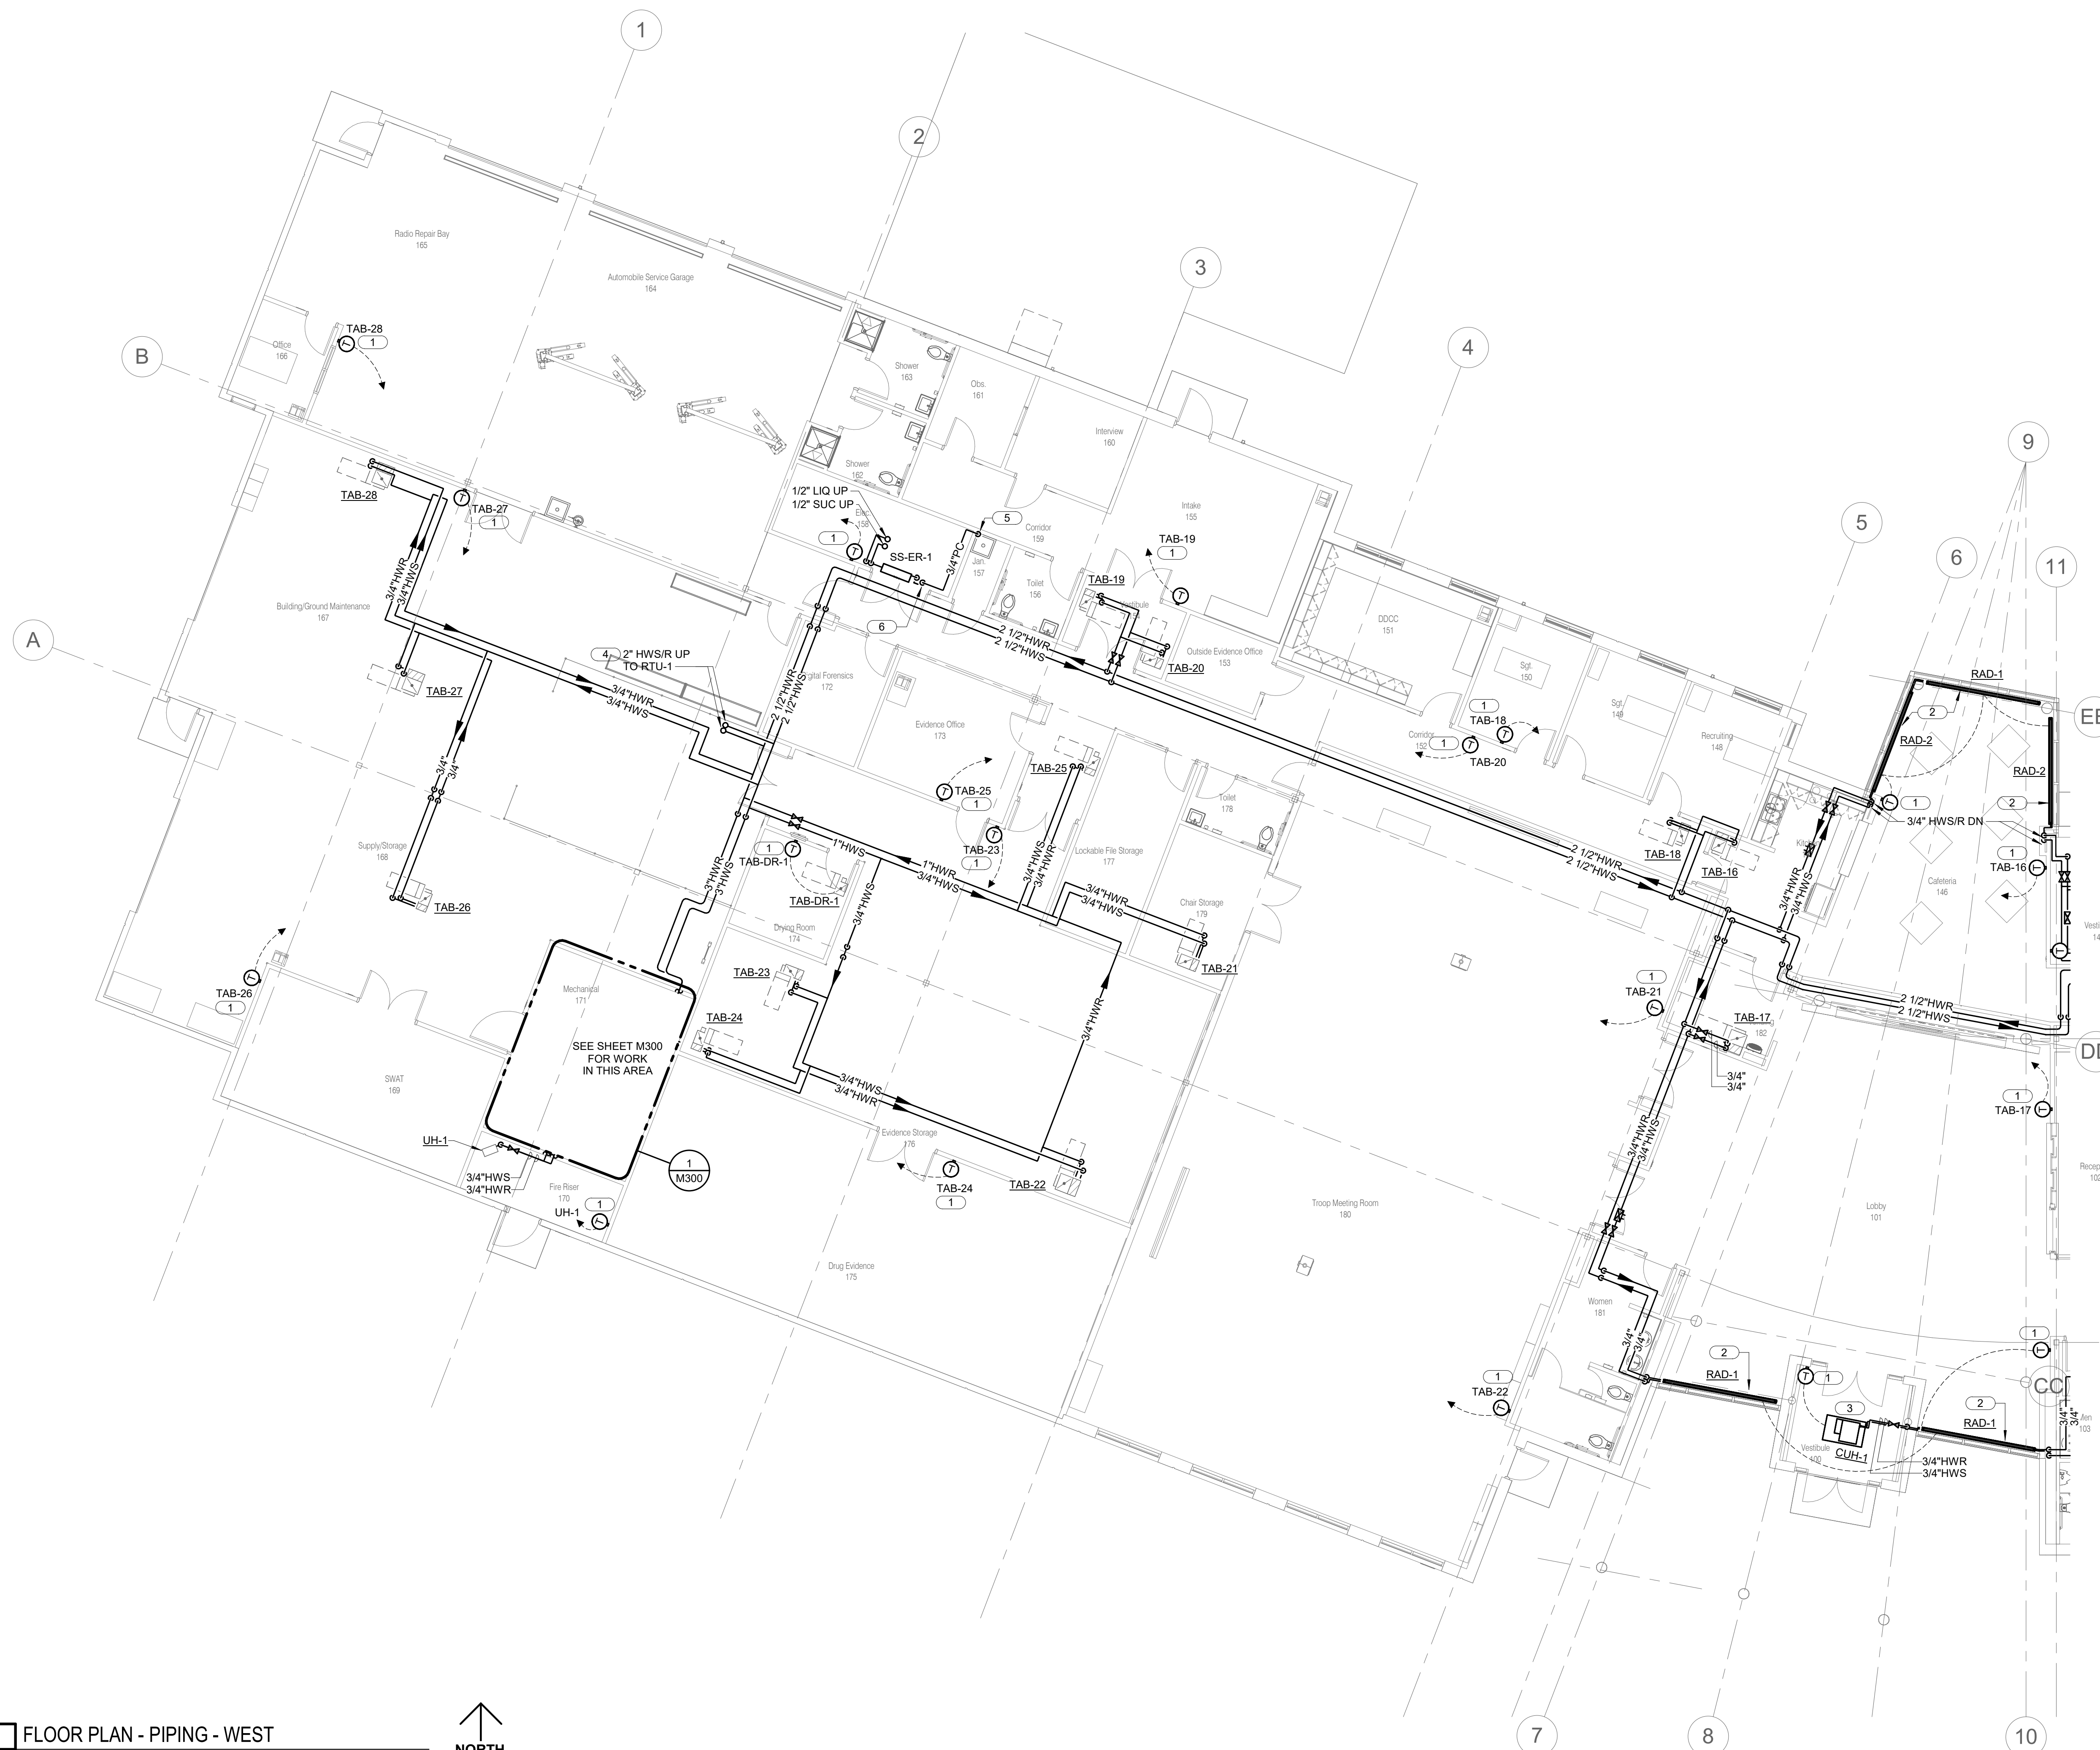 1
2
3
4
5
6
9
11
B
A
7
8
10
CC
Radio Repair Bay
165
Automobile Service Garage
164
TAB-28
1
Office
166
Shower
163
Obs.
161
Interview
160
Shower
162
TAB-28
TAB-27
1
1/2" LIQ UP
1/2" SUC UP
Elec.
158
1
SS-ER-1
5
3/4"PC
Jan.
157
Corridor
159
Intake
155
TAB-19
1
TAB-19
Toilet
156
6
3/4"HWR
3/4"HWS
Building/Ground Maintenance
167
2 1/2"HWR
2 1/2"HWS
TAB-20
Outside Evidence Office
153
DDCC
151
Sgt.
150
4
2" HWS/R UP
TO RTU-1
TAB-27
3/4"HWR
3/4"HWS
2 1/2"HWR
2 1/2"HWS
172
Evidence Office
173
1
TAB-18
Corridor
152
1
TAB-20
Sgt.
149
Recruiting
148
RAD-1
2
RAD-2
RAD-2
2
1
3/4" HWS/R DN
3/4"
3/4"
TAB-25
TAB-25
1
TAB-23
1
1
TAB-DR-1
1"HWS
1"HWR
3/4"HWS
3/4"HWS
3/4"HWR
Lockable File Storage
177
Toilet
178
2 1/2"HWR
2 1/2"HWS
TAB-18
TAB-16
3/4"HWR
3/4"HWS
1
TAB-16
Cafeteria
146
Supply/Storage
168
TAB-26
3"HWR
3"HWS
TAB-DR-1
3/4"HWS
Drying Room
174
3/4"HWR
3/4"HWS
Chair Storage
179
TAB-21
TAB-26
1
Mechanical
171
TAB-23
TAB-24
3/4"HWR
1
TAB-21
TAB-17
182
2 1/2"HWR
2 1/2"HWS
SEE SHEET M300
FOR WORK
IN THIS AREA
SWAT
169
3/4"HWS
3/4"HWR
3/4"
3/4"
1
TAB-17
UH-1
3/4"HWS
3/4"HWR
1
M300
Fire Riser
170
1
UH-1
Evidence Storage
176
TAB-24
1
TAB-22
3/4"HWR
3/4"HWS
Troop Meeting Room
180
Lobby
101
102
Drug Evidence
175
Women
181
3/4"
3/4"
1
TAB-22
2
RAD-1
1
3
CUH-1
Vestibule
100
2
RAD-1
1
3/4"
3/4"
103
3/4"HWR
3/4"HWS
FLOOR PLAN - PIPING - WEST
NORTH